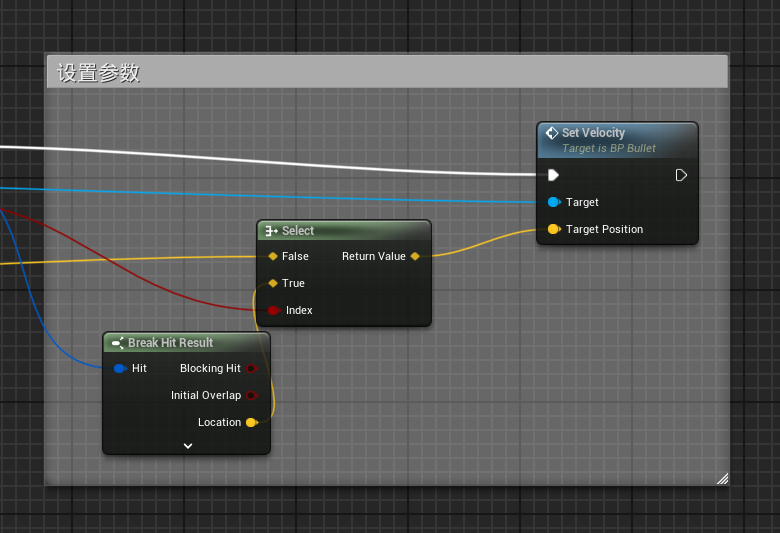 设置参数
Set Velocity
Target is BP Bullet
Target
Target Position
Select
False Return Value
True
Index
Break Hit Result
Hit Blocking Hit
Initial Overlap
Location